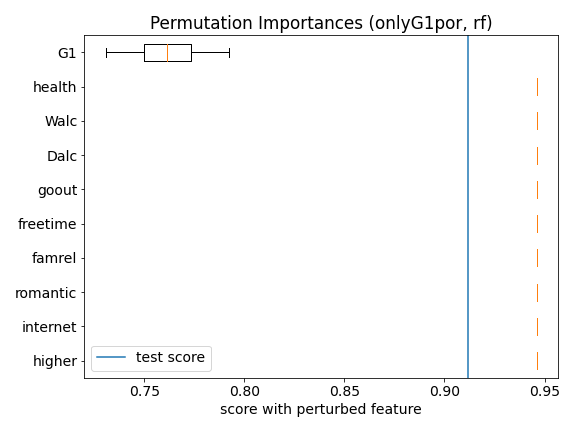 Permutation Importances (onlyG1por, rf)
G1
health
Walc
Dalc
goout
freetime
famrel
romantic
internet
higher
test score
0.75 0.80 0.85 0.90 0.95
score with perturbed feature